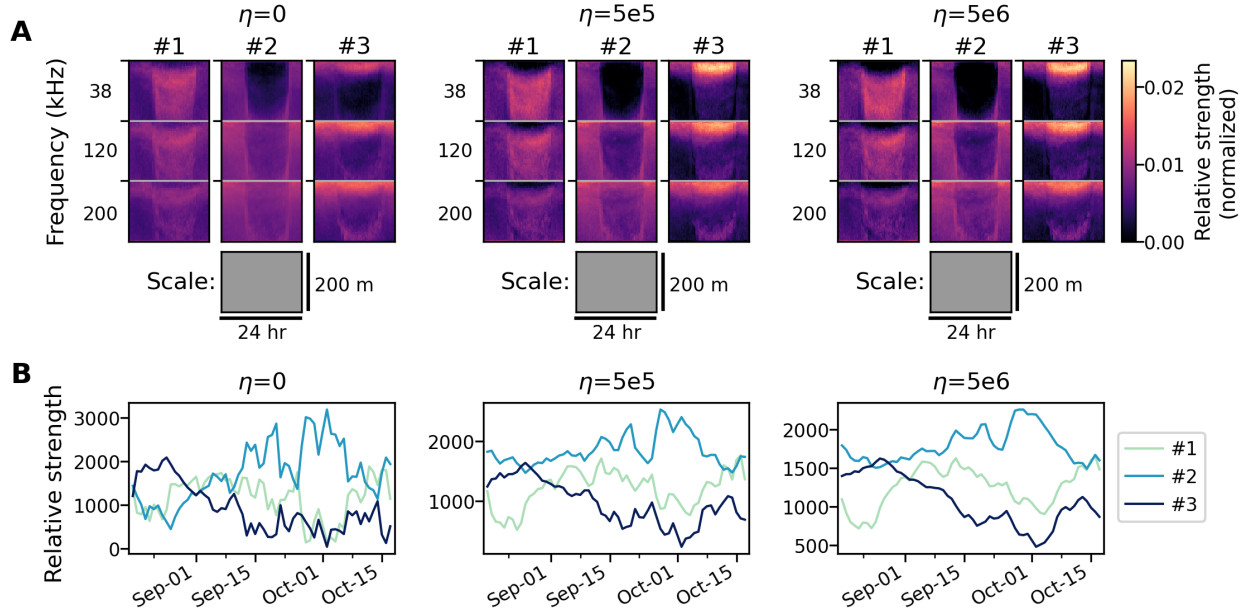 A
η=0
η=5e5
η=5e6
#1 #2 #3
#1 #2 #3
#1 #2 #3
Frequency (kHz)
38
120
200
38
120
200
38
120
200
0.02
0.01
0.00
Relative strength
(normalized)
Scale:
200 m
24 hr
Scale:
200 m
24 hr
Scale:
200 m
24 hr
B
η=0
η=5e5
η=5e6
Relative strength
3000
2000
1000
0
Sep-01
Sep-15
Oct-01
Oct-15
2000
1000
Sep-01
Sep-15
Oct-01
Oct-15
2000
1500
1000
500
Sep-01
Sep-15
Oct-01
Oct-15
#1
#2
#3